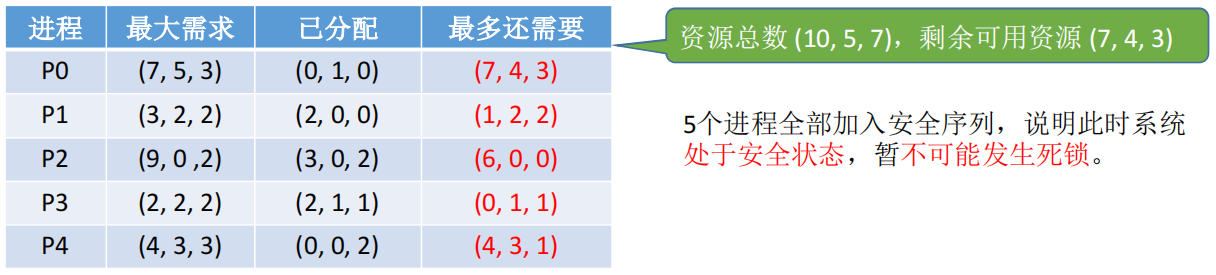 进程 最大需求 已分配 最多还需要
P0 (7, 5, 3) (0, 1, 0) (7, 4, 3)
P1 (3, 2, 2) (2, 0, 0) (1, 2, 2)
P2 (9, 0 ,2) (3, 0, 2) (6, 0, 0)
P3 (2, 2, 2) (2, 1, 1) (0, 1, 1)
P4 (4, 3, 3) (0, 0, 2) (4, 3, 1)
资源总数 (10, 5, 7)，剩余可用资源 (7, 4, 3)
5个进程全部加入安全序列，说明此时系统
处于安全状态，暂不可能发生死锁。